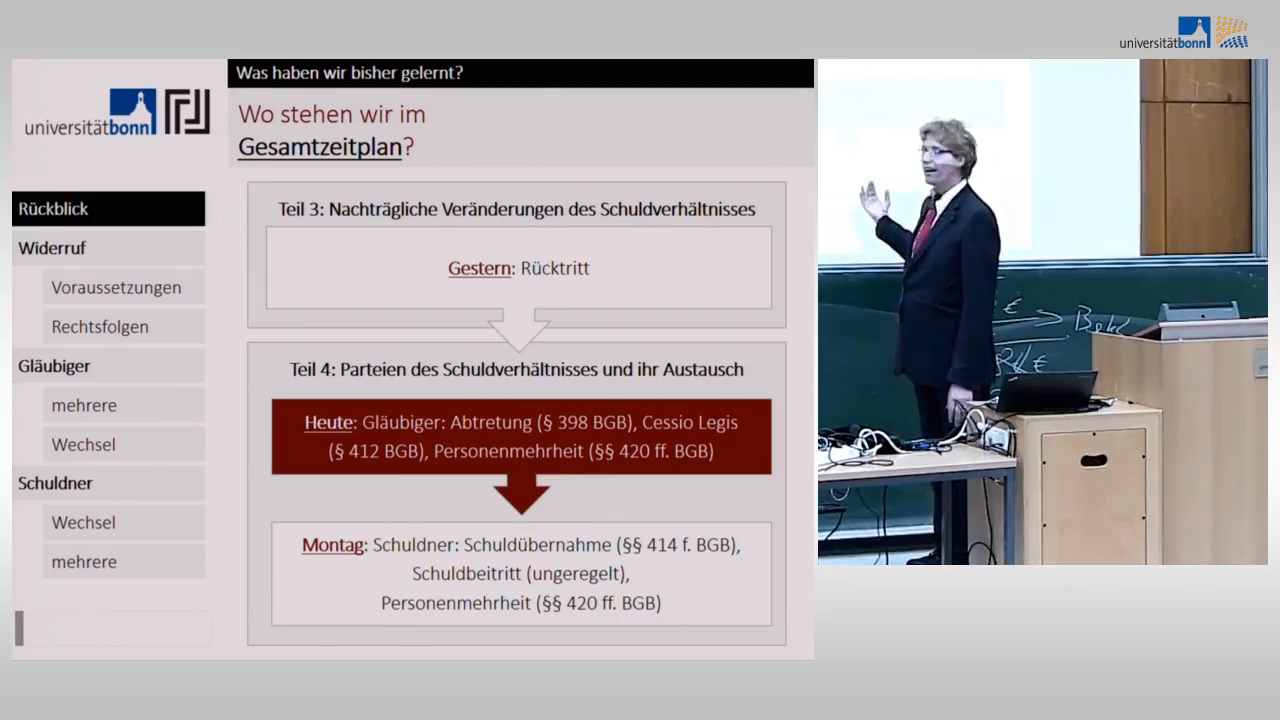 universitätbonn
Was haben wir bisher gelernt?
universitätbonn
Wo stehen wir im
Gesamtzeitplan?
Rückblick
Widerruf
Voraussetzungen
Rechtsfolgen
Gläubiger
mehrere
Wechsel
Schuldner
Wechsel
mehrere
Teil 3: Nachträgliche Veränderungen des Schuldverhältnisses
Gestern: Rücktritt
Teil 4: Parteien des Schuldverhältnisses und ihr Austausch
Heute: Gläubiger: Abtretung (§ 398 BGB), Cessio Legis
(§ 412 BGB), Personenmehrheit (§§ 420 ff. BGB)
Montag: Schuldner: Schuldübernahme (§§ 414 f. BGB),
Schuldbeitritt (ungeregelt),
Personenmehrheit (§§ 420 ff. BGB)
€
€